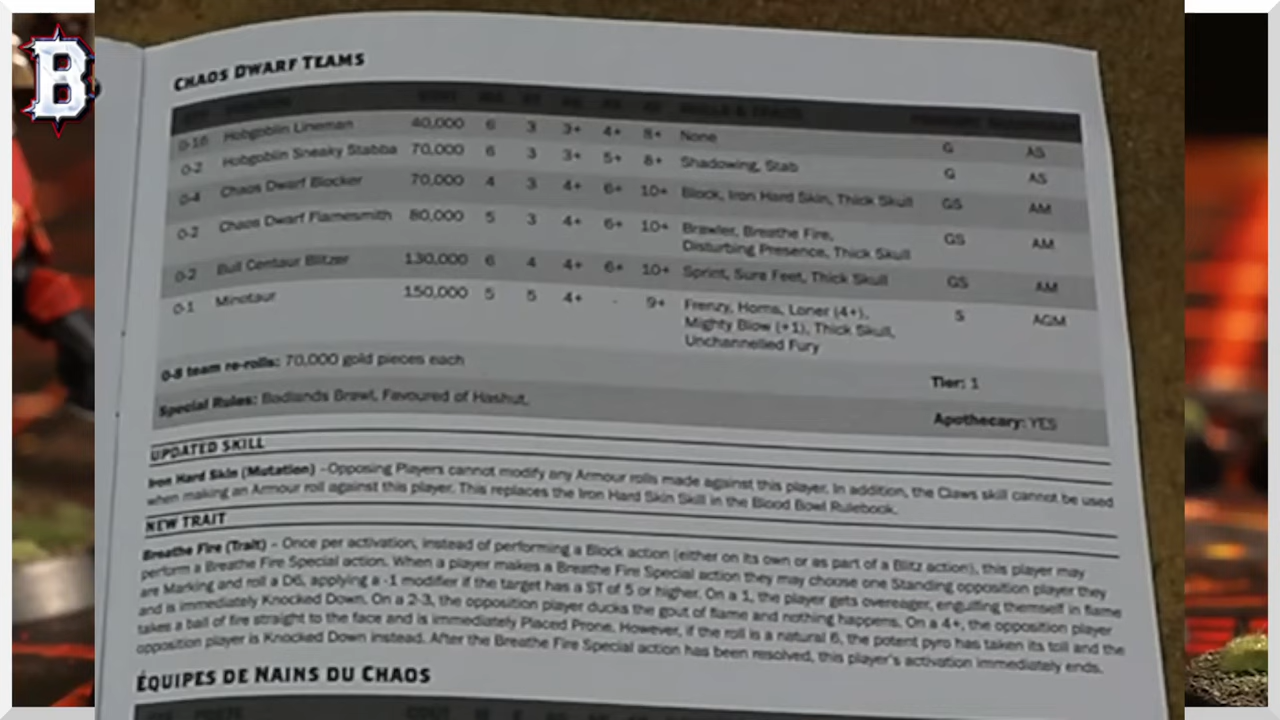 B
CHAOS DWARF TEAMS
0-16 Hobgoblin Lineman 40,000 6 3 3+ 4+ 8+ None G AS
0-2 Hobgoblin Sneaky Stabba 70,000 6 3 3+ 5+ 8+ Shadowing, Stab G AS
0-4 Chaos Dwarf Blocker 70,000 4 3 4+ 6+ 10+ Block, Iron Hard Skin, Thick Skull GS AM
0-2 Chaos Dwarf Flamesmith 80,000 5 3 4+ 6+ 10+ Brawler, Breathe Fire, GS AM
Disturbing Presence, Thick Skull
0-2 Bull Centaur Blitzer 130,000 6 4 4+ 6+ 10+ Sprint, Sure Feet, Thick Skull GS AM
0-1 Minotaur 150,000 5 5 4+ - 9+ Frenzy, Horns, Loner (4+), S AGM
Mighty Blow (+1), Thick Skull,
Unchannelled Fury
0-8 team re-rolls: 70,000 gold pieces each Tier: 1
Special Rules: Badlands Brawl, Favoured of Hashut, Apothecary: YES
UPDATED SKILL
Iron Hard Skin (Mutation) - Opposing Players cannot modify any Armour rolls made against this player. In addition, the Claws skill cannot be used
when making an Armour roll against this player. This replaces the Iron Hard Skin Skill in the Blood Bowl Rulebook.
NEW TRAIT
Breathe Fire (Trait) - Once per activation, instead of performing a Block action (either on its own or as part of a Blitz action), this player may
perform a Breathe Fire Special action. When a player makes a Breathe Fire Special action they may choose one Standing opposition player they
are Marking and roll a D6, applying a -1 modifier if the target has a ST of 5 or higher. On a 1, the player gets overeager, engulfing themself in flame
and is immediately Knocked Down. On a 2-3, the opposition player ducks the gout of flame and nothing happens. On a 4+, the opposition player
takes a ball of fire straight to the face and is immediately Placed Prone. However, if the roll is a natural 6, the potent pyro has taken its toll and the
opposition player is Knocked Down instead. After the Breathe Fire Special action has been resolved, this player's activation immediately ends.
ÉQUIPES DE NAINS DU CHAOS